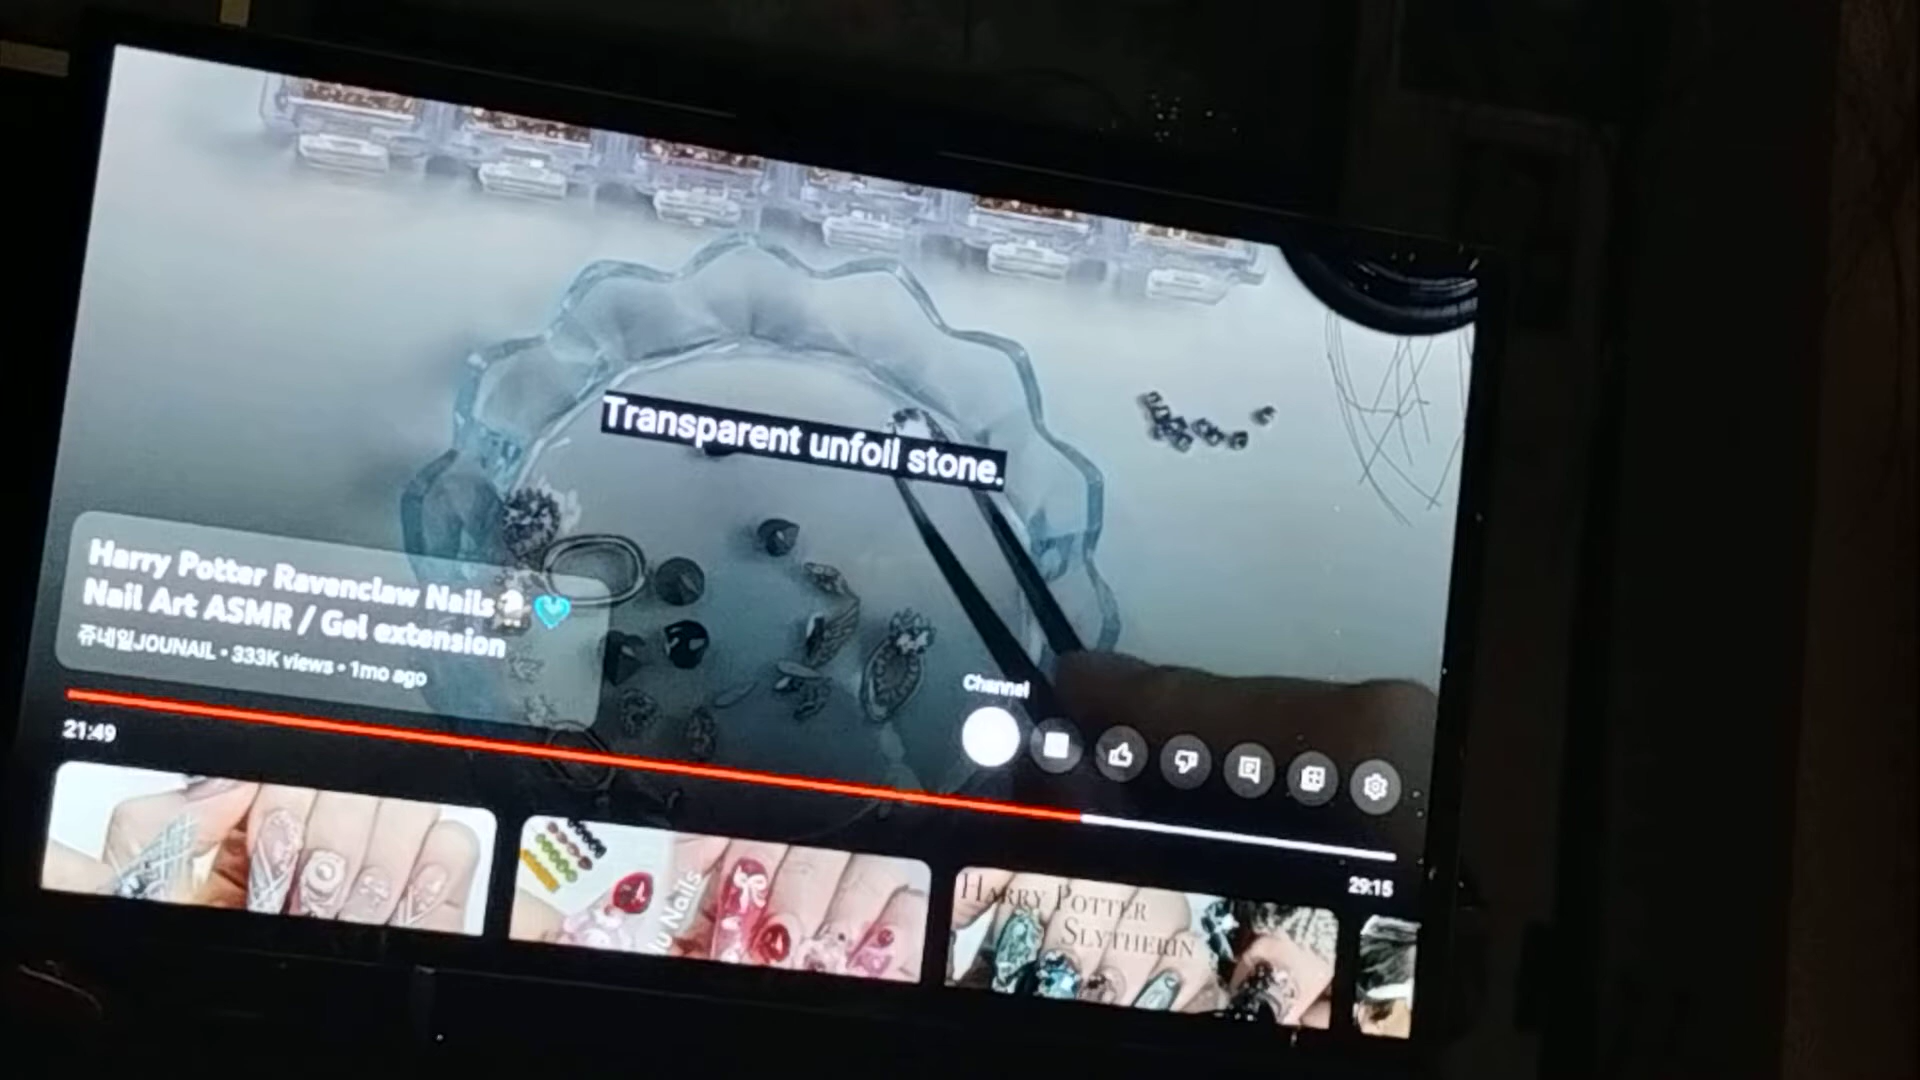 Transparent unfoil stone.
Harry Potter Ravenclaw Nails
Nail Art ASMR / Gel extension
쥬네일JOUNAIL • 333K views • 1mo ago
Channel
21:49
29:15
Nails
HARRY POTTER
SLYTHERIN